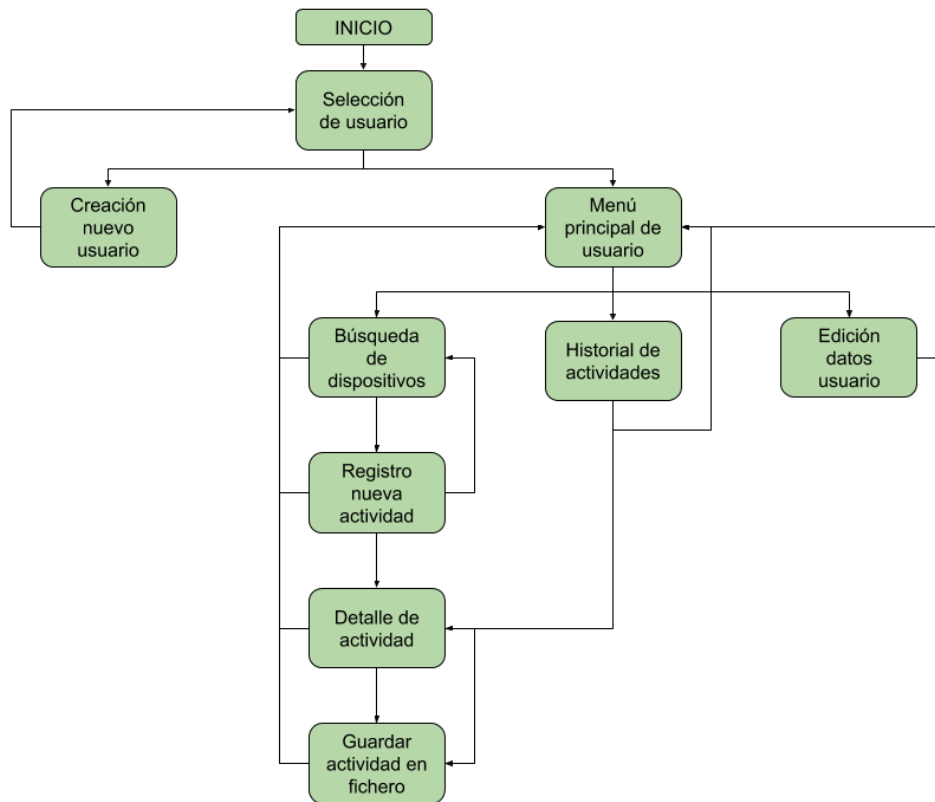 INICIO
Selección
de usuario
Creación
nuevo
usuario
Menú
principal de
usuario
Búsqueda
de
dispositivos
Historial de
actividades
Edición
datos
usuario
Registro
nueva
actividad
Detalle de
actividad
Guardar
actividad en
fichero